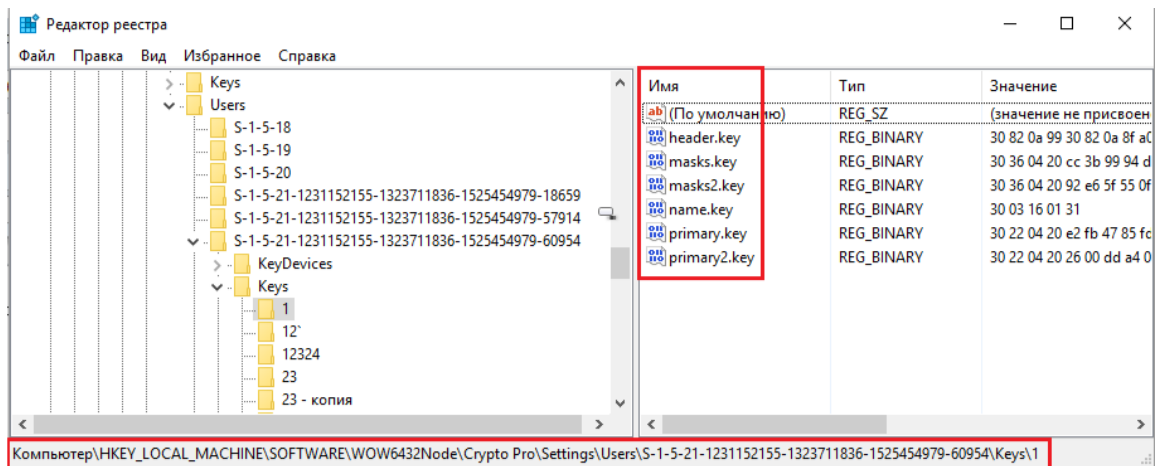 Редактор реестра
Файл Правка Вид Избранное Справка
Keys
Users
S-1-5-18
S-1-5-19
S-1-5-20
S-1-5-21-1231152155-1323711836-1525454979-18659
S-1-5-21-1231152155-1323711836-1525454979-57914
S-1-5-21-1231152155-1323711836-1525454979-60954
KeyDevices
Keys
1
12`
12324
23
23 - копия
Имя Тип Значение
(По умолчанию) REG_SZ (значение не присвоен
header.key REG_BINARY 30 82 0a 99 30 82 0a 8f a0
masks.key REG_BINARY 30 36 04 20 cc 3b 99 94 d
masks2.key REG_BINARY 30 36 04 20 92 e6 5f 55 0f
name.key REG_BINARY 30 03 16 01 31
primary.key REG_BINARY 30 22 04 20 e2 fb 47 85 fc
primary2.key REG_BINARY 30 22 04 20 26 00 dd a4 0
Компьютер\HKEY_LOCAL_MACHINE\SOFTWARE\WOW6432Node\Crypto Pro\Settings\Users\S-1-5-21-1231152155-1323711836-1525454979-60954\Keys\1